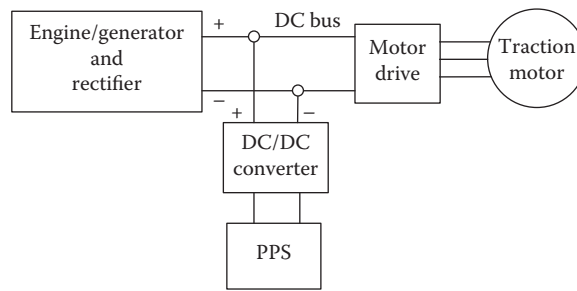 Engine/generator
and
rectifier
+
DC bus
−
Motor
drive
Traction
motor
+
−
DC/DC
converter
PPS